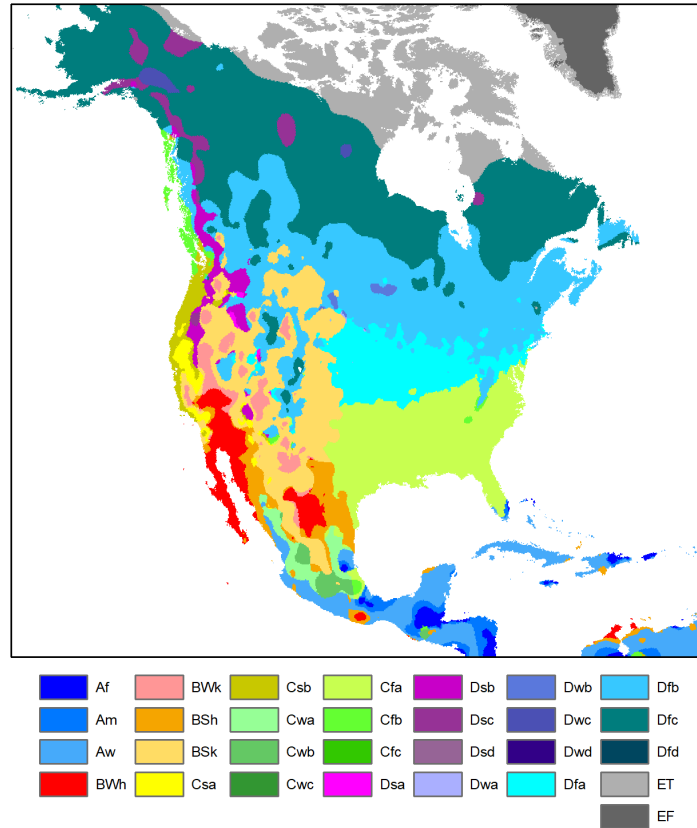 Af BWk Csb Cfa Dsb Dwb Dfb
Am BSh Cwa Cfb Dsc Dwc Dfc
Aw BSk Cwb Cfc Dsd Dwd Dfd
BWh Csa Cwc Dsa Dwa Dfa ET
EF